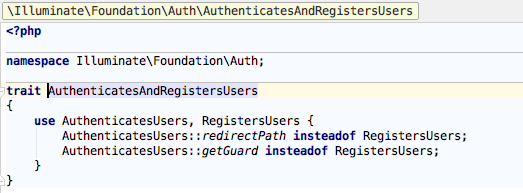 \Illuminate\Foundation\Auth\AuthenticatesAndRegistersUsers
<?php
namespace Illuminate\Foundation\Auth;
trait AuthenticatesAndRegistersUsers
{
    use AuthenticatesUsers, RegistersUsers {
        AuthenticatesUsers::redirectPath insteadof RegistersUsers;
        AuthenticatesUsers::getGuard insteadof RegistersUsers;
    }
}